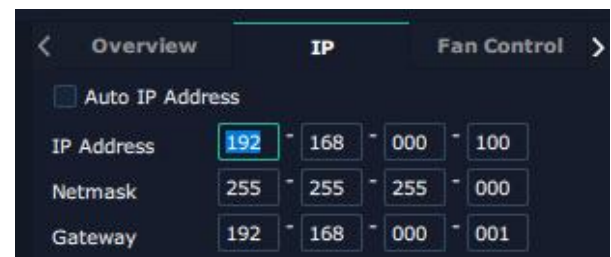 < Overview IP Fan Control >
Auto IP Address
IP Address 192 - 168 - 000 - 100
Netmask 255 - 255 - 255 - 000
Gateway 192 - 168 - 000 - 001